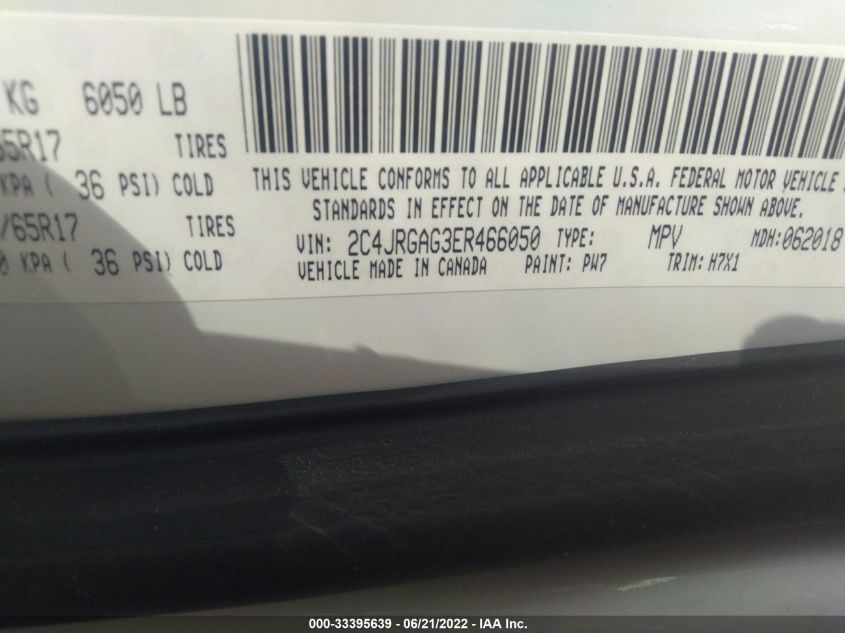 KG 6050 LB
65R17 TIRES
KPA ( 36 PSI) COLD
/65R17 TIRES
0 KPA ( 36 PSI) COLD
THIS VEHICLE CONFORMS TO ALL APPLICABLE U.S.A. FEDERAL MOTOR VEHICLE
STANDARDS IN EFFECT ON THE DATE OF MANUFACTURE SHOWN ABOVE.
VIN: 2C4JRGAG3ER466050 TYPE: MPV MDH:062018
VEHICLE MADE IN CANADA PAINT: PW7 TRIM: H7X1
000-33395639 - 06/21/2022 - IAA Inc.